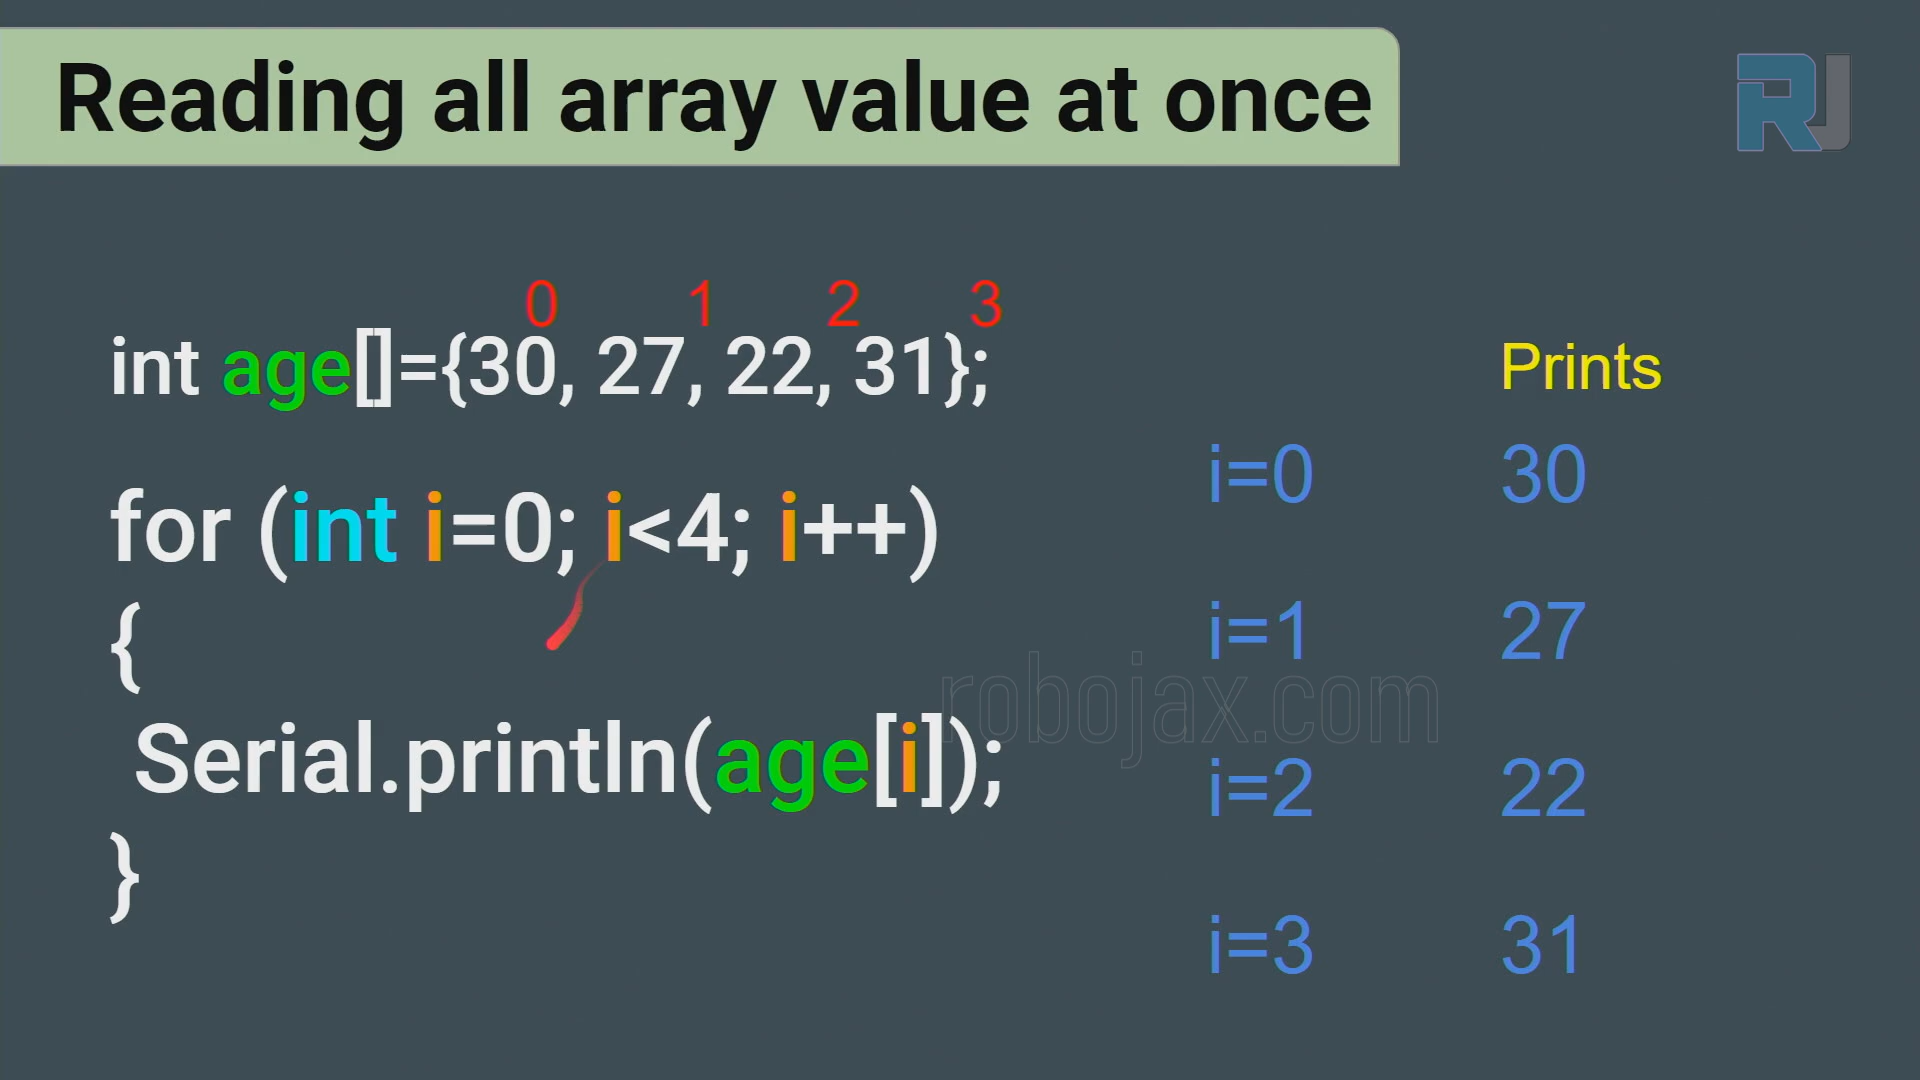 Reading all array value at once
RJ
0 1 2 3
int age[]={30, 27, 22, 31};
for (int i=0; i<4; i++)
{
Serial.println(age[i]);
}
Prints
i=0 30
i=1 27
i=2 22
i=3 31
robojax.com